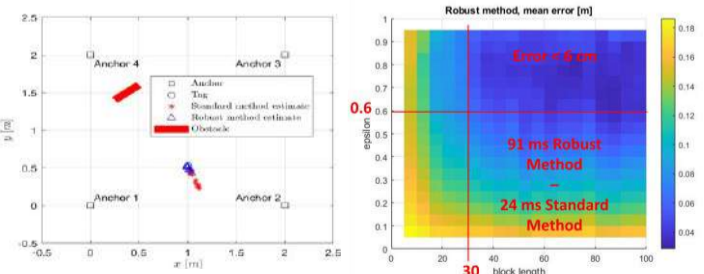 2.5
2
1.5
1
0.5
0
-0.5
y [m]
Anchor 4
Anchor 3
Anchor
Tag
Standard method estimate
Robust method estimate
Obstacle
Anchor 1
Anchor 2
-0.5
0
0.5
1
1.5
2
2.5
x [m]
Robust method, mean error [m]
1
0.9
0.8
0.7
0.6
0.5
0.4
0.3
0.2
0.1
0
epsilon
0.6
Error = 6 cm
91 ms Robust
Method
–
24 ms Standard
Method
0
20
40
60
80
100
30
block length
0.18
0.16
0.14
0.12
0.1
0.08
0.06
0.04